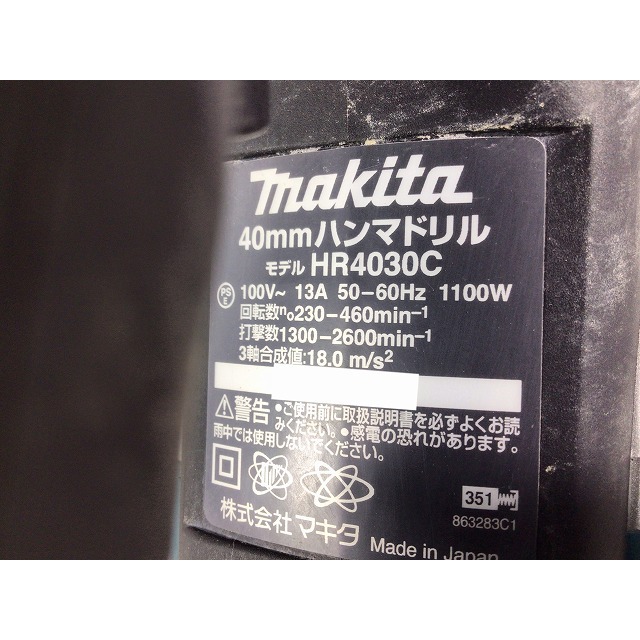 makita
40mmハンマドリル
モデル HR4030C
PS E 100V~ 13A 50-60Hz 1100W
回転数no230-460min-1
打撃数1300-2600min-1
3軸合成値:18.0 m/s2
警告 ・ご使用前に取扱説明書を必ずよくお読
みください。・感電の恐れがあります。
雨中では使用しないでください。
351
863283C1
株式会社マキタ
Made in Japan